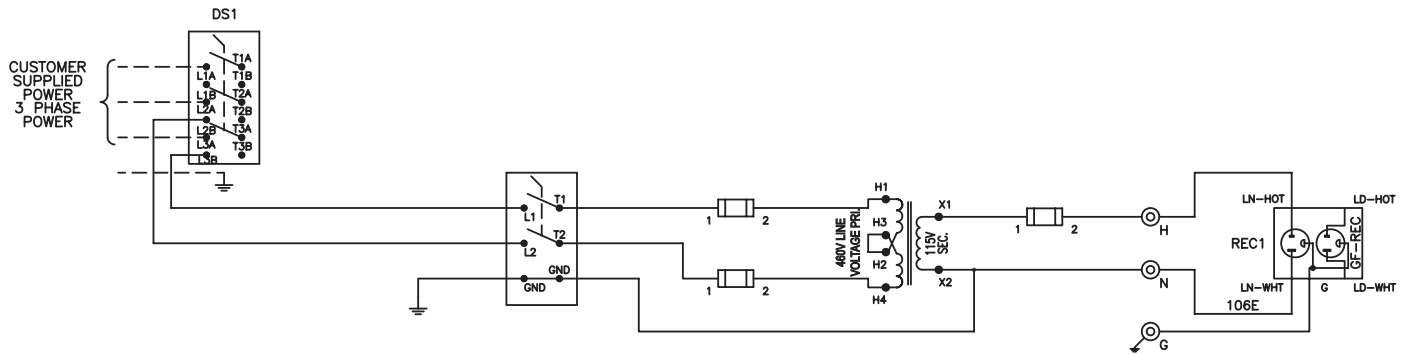 DS1
CUSTOMER
SUPPLIED
POWER
3 PHASE
POWER
T1A
L1A
T1B
L1B
T2A
L2A
T2B
L2B
T3A
L3A
T3B
L3B
L1
T1
L2
T2
GND
GND
1
2
1
2
H1
H3
H2
H4
460V LINE
VOLTAGE PRI.
X1
115V
SEC.
X2
1
2
H
N
G
LN-HOT
LD-HOT
REC1
GF-REC
LN-WHT
G
LD-WHT
106E